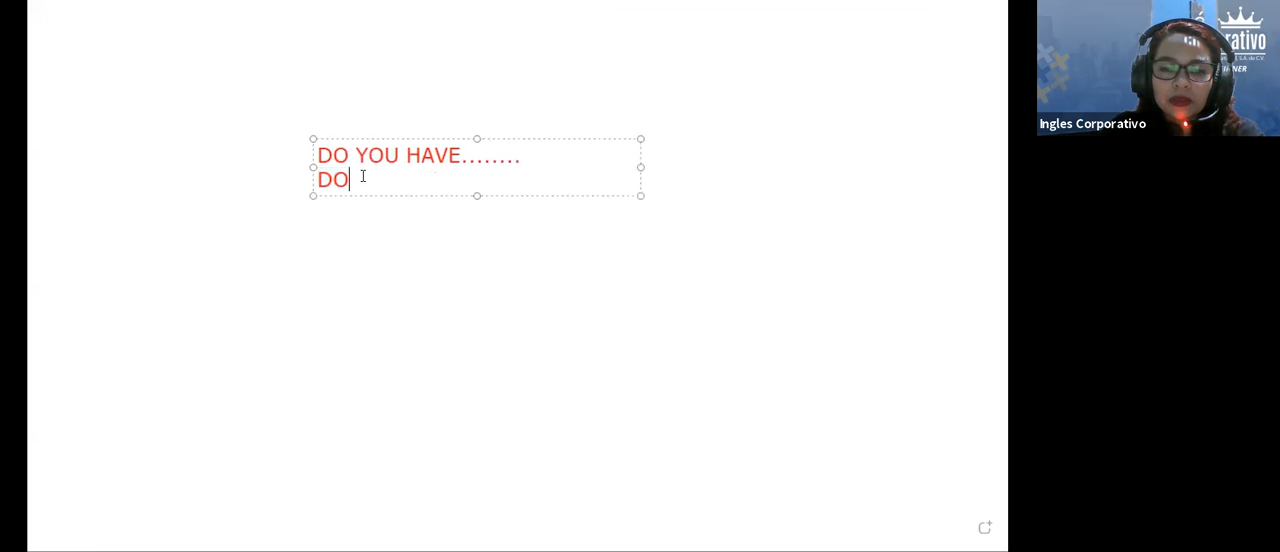 DO YOU HAVE........
DO
rativo
Ingles Corporativo